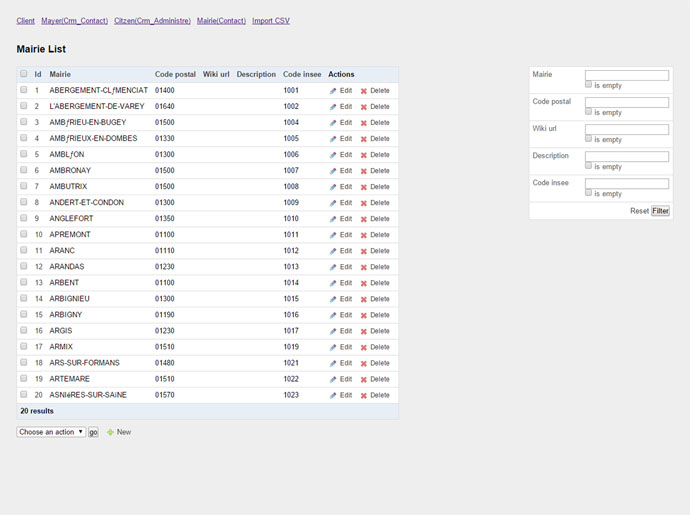 Client Mayer(Crm_Contact) Citzen(Crm_Administre) Mairie(Contact) Import CSV
Mairie List
Id Mairie Code postal Wiki url Description Code insee Actions
1 ABERGEMENT-CLƒMENCIAT 01400 1001 Edit Delete
2 L'ABERGEMENT-DE-VAREY 01640 1002 Edit Delete
3 AMBƒRIEU-EN-BUGEY 01500 1004 Edit Delete
4 AMBƒRIEUX-EN-DOMBES 01330 1005 Edit Delete
5 AMBLƒON 01300 1006 Edit Delete
6 AMBRONAY 01500 1007 Edit Delete
7 AMBUTRIX 01500 1008 Edit Delete
8 ANDERT-ET-CONDON 01300 1009 Edit Delete
9 ANGLEFORT 01350 1010 Edit Delete
10 APREMONT 01100 1011 Edit Delete
11 ARANC 01110 1012 Edit Delete
12 ARANDAS 01230 1013 Edit Delete
13 ARBENT 01100 1014 Edit Delete
14 ARBIGNIEU 01300 1015 Edit Delete
15 ARBIGNY 01190 1016 Edit Delete
16 ARGIS 01230 1017 Edit Delete
17 ARMIX 01510 1019 Edit Delete
18 ARS-SUR-FORMANS 01480 1021 Edit Delete
19 ARTEMARE 01510 1022 Edit Delete
20 01570 1023 Edit Delete
20 results
Choose an action go New
Mairie
is empty
Code postal
is empty
Wiki url
is empty
Description
is empty
Code insee
is empty
Reset Filter